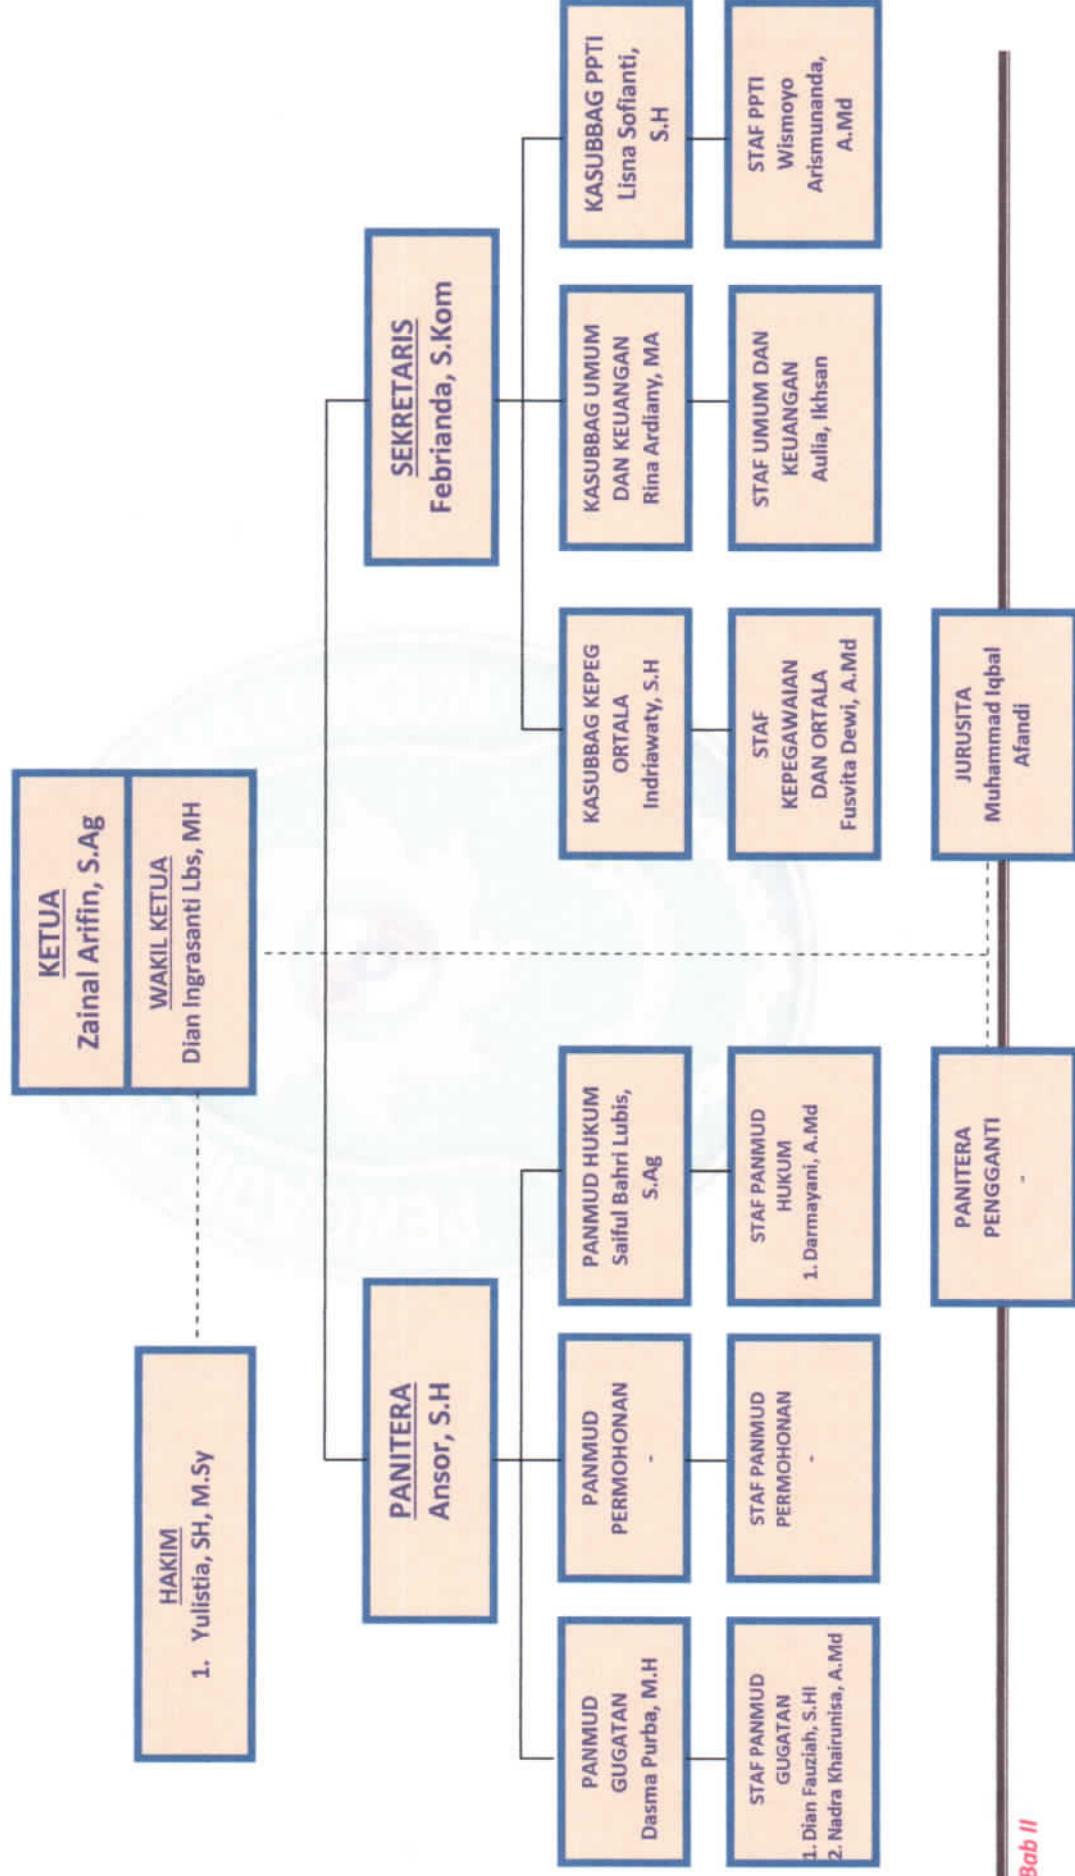 KETUA
Zainal Arifin, S.Ag
WAKIL KETUA
Dian Ingrasanti Lbs, MH
HAKIM
1. Yulistia, SH, M.Sy
PANITERA
Ansor, S.H
SEKRETARIS
Febrianda, S.Kom
PANMUD
GUGATAN
Dasma Purba, M.H
PANMUD
PERMOHONAN
-
PANMUD HUKUM
Saiful Bahri Lubis,
S.Ag
KASUBBAG KEPEG
ORTALA
Indriawaty, S.H
KASUBBAG UMUM
DAN KEUANGAN
Rina Ardiany, MA
KASUBBAG PPTI
Lisna Sofianti,
S.H
STAF PANMUD
GUGATAN
1. Dian Fauziah, S.HI
2. Nadra Khairunisa, A.Md
STAF PANMUD
PERMOHONAN
-
STAF PANMUD
HUKUM
1. Darmayani, A.Md
STAF
KEPEGAWAIAN
DAN ORTALA
Fusvita Dewi, A.Md
STAF UMUM DAN
KEUANGAN
Aulia, Ikhsan
STAF PPTI
Wismoyo
Arismunanda,
A.Md
PANITERA
PENGGANTI
-
JURUSITA
Muhammad Iqbal
Afandi
Bab II